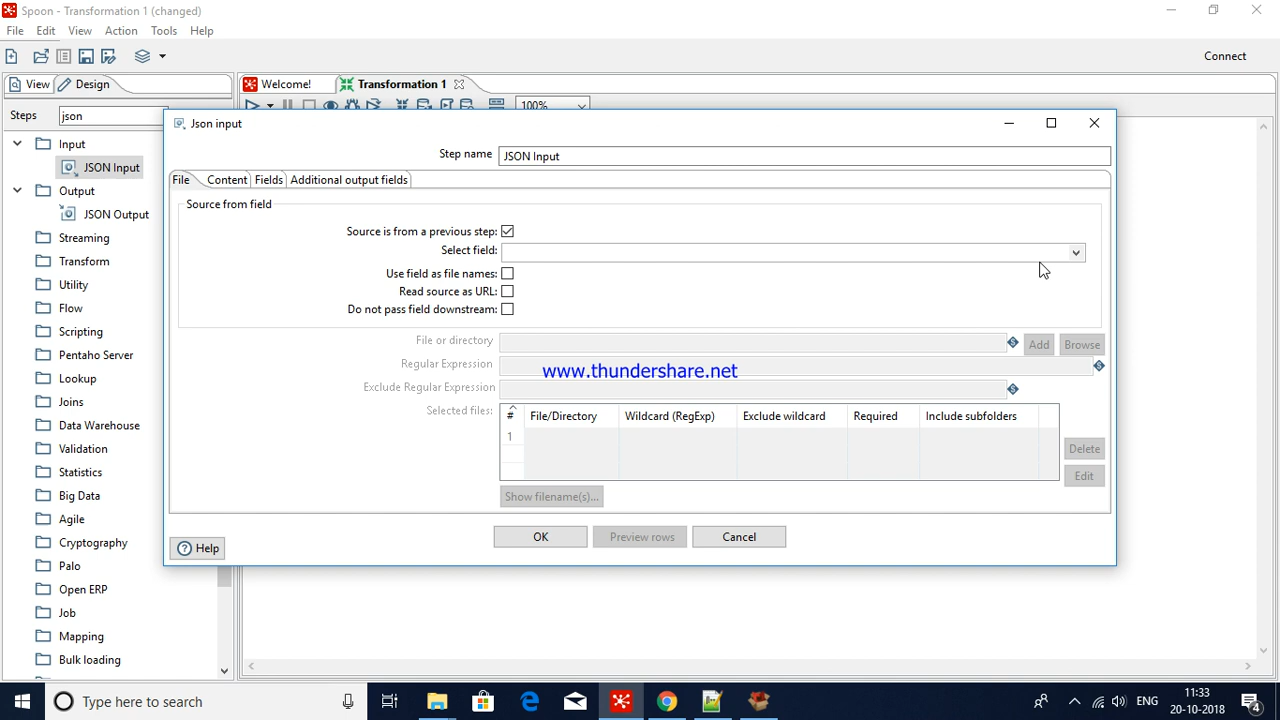 Spoon - Transformation 1 (changed)
File Edit View Action Tools Help
Connect
View Design
Welcome! Transformation 1
Steps json
100%
Input
JSON Input
Output
JSON Output
Streaming
Transform
Utility
Flow
Scripting
Pentaho Server
Lookup
Joins
Data Warehouse
Validation
Statistics
Big Data
Agile
Cryptography
Palo
Open ERP
Job
Mapping
Bulk loading
Json input
Step name JSON Input
File Content Fields Additional output fields
Source from field
Source is from a previous step:
Select field:
Use field as file names:
Read source as URL:
Do not pass field downstream:
File or directory Add Browse
Regular Expression
www.thundershare.net
Exclude Regular Expression
Selected files: # File/Directory Wildcard (RegExp) Exclude wildcard Required Include subfolders
1
Delete
Edit
Show filename(s)...
OK Preview rows Cancel
Help
Type here to search
ENG
11:33
20-10-2018
4